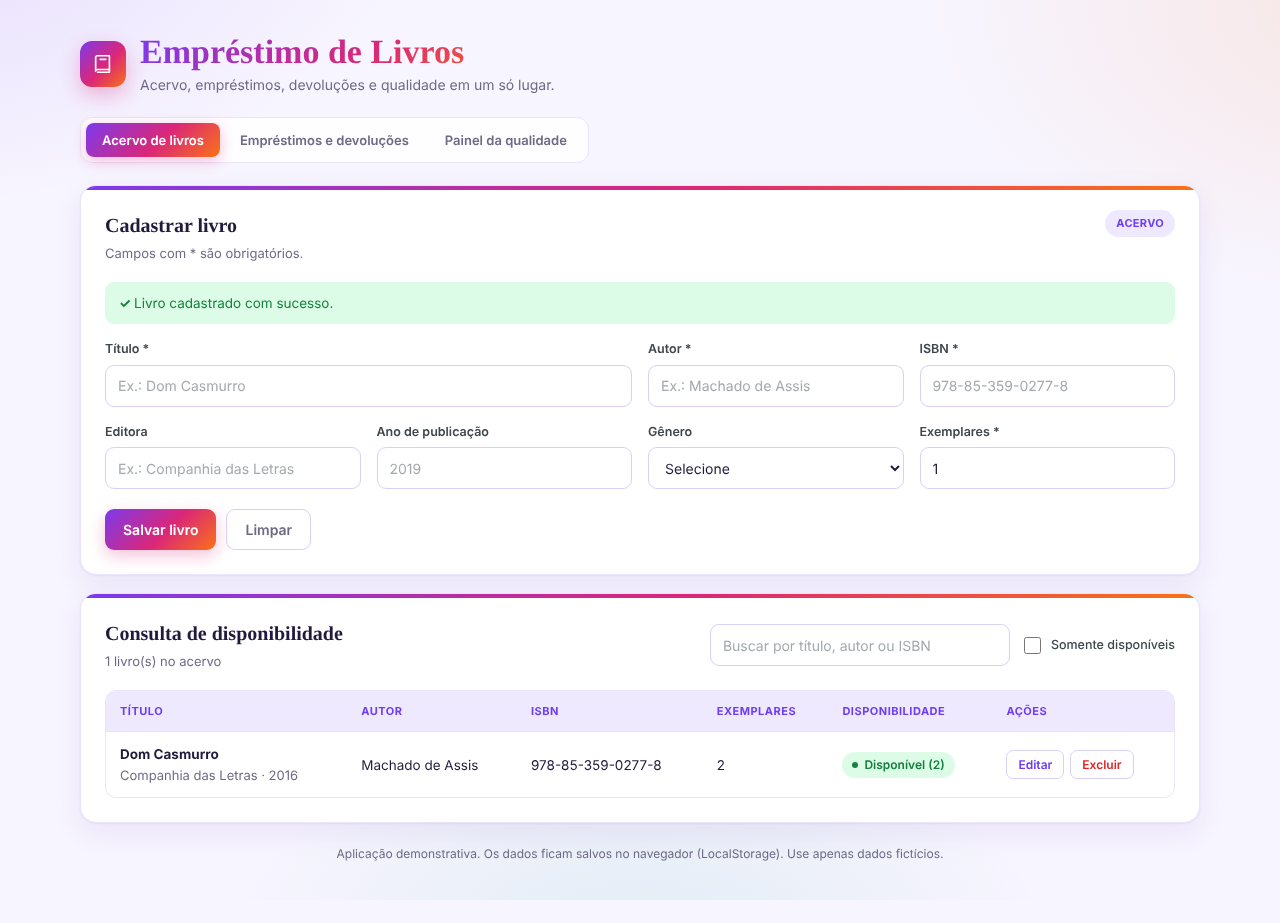 Empréstimo de Livros
Acervo, empréstimos, devoluções e qualidade em um só lugar.
Acervo de livros
Empréstimos e devoluções
Painel da qualidade
Cadastrar livro
ACERVO
Campos com * são obrigatórios.
✓ Livro cadastrado com sucesso.
Título *
Autor *
ISBN *
Ex.: Dom Casmurro
Ex.: Machado de Assis
978-85-359-0277-8
Editora
Ano de publicação
Gênero
Exemplares *
Ex.: Companhia das Letras
2019
Selecione
1
Salvar livro
Limpar
Consulta de disponibilidade
1 livro(s) no acervo
Buscar por título, autor ou ISBN
Somente disponíveis
TÍTULO
AUTOR
ISBN
EXEMPLARES
DISPONIBILIDADE
AÇÕES
Dom Casmurro
Companhia das Letras · 2016
Machado de Assis
978-85-359-0277-8
2
Disponível (2)
Editar
Excluir
Aplicação demonstrativa. Os dados ficam salvos no navegador (LocalStorage). Use apenas dados fictícios.